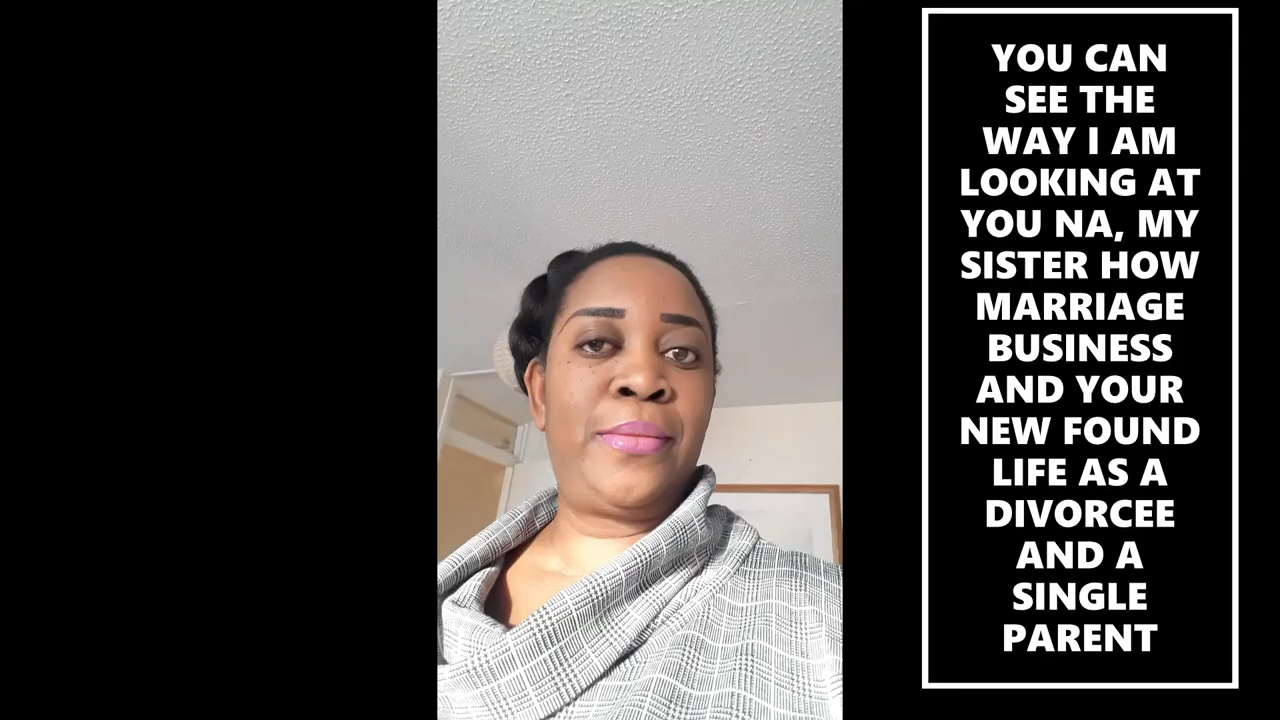 YOU CAN
SEE THE
WAY I AM
LOOKING AT
YOU NA, MY
SISTER HOW
MARRIAGE
BUSINESS
AND YOUR
NEW FOUND
LIFE AS A
DIVORCEE
AND A
SINGLE
PARENT